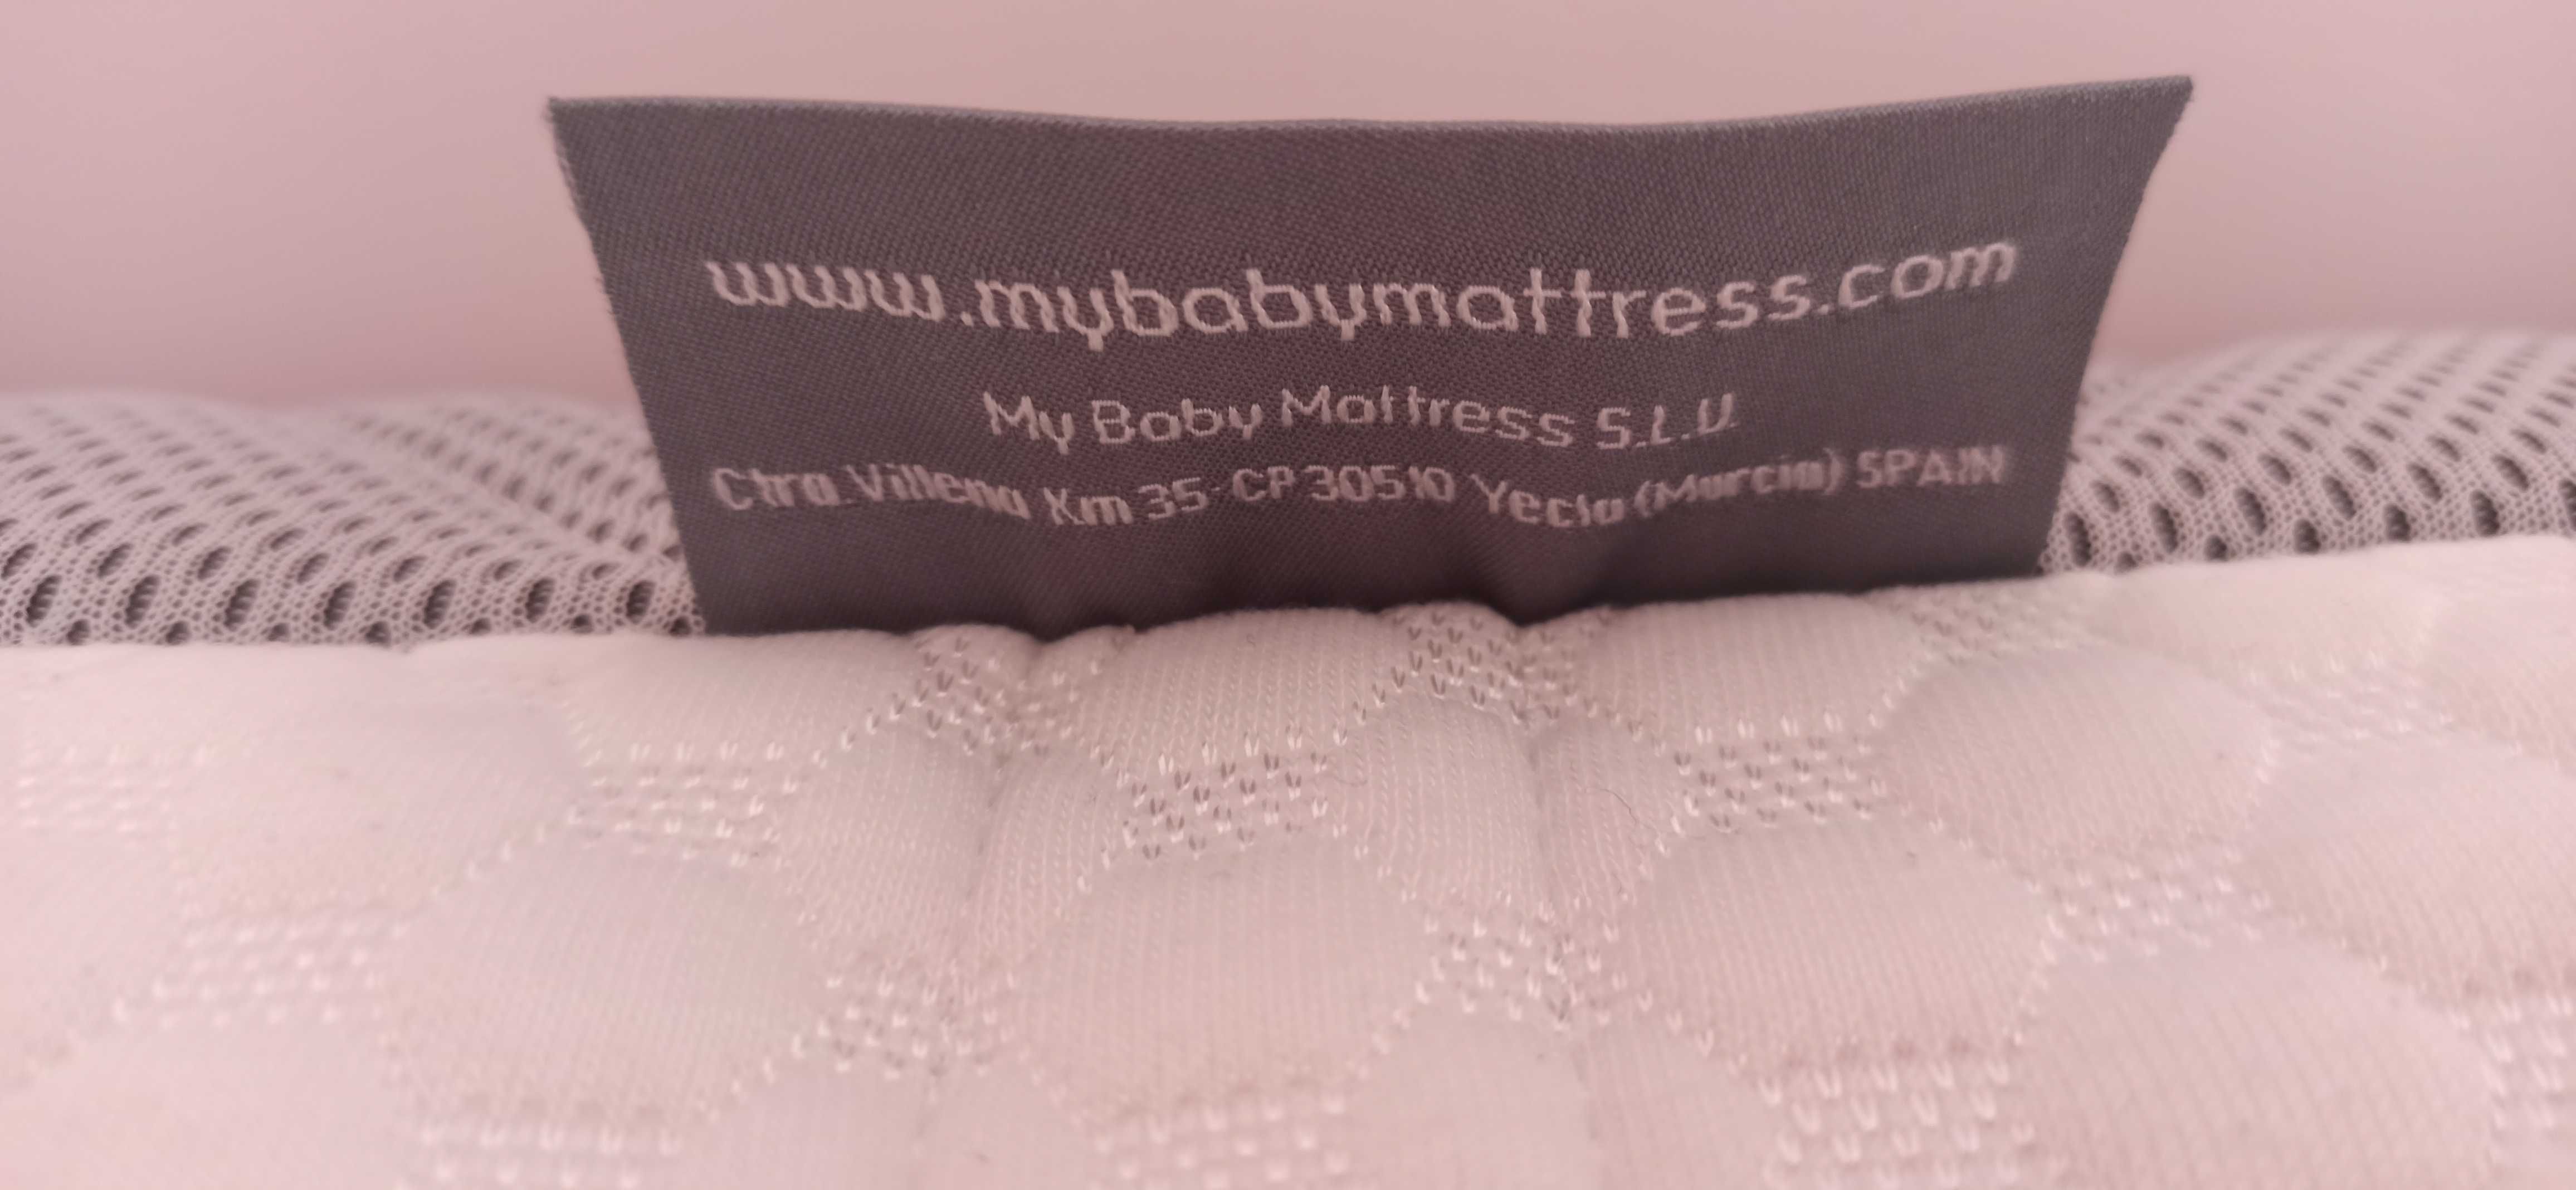 www.mybabymattress.com
My Baby Mattress S.L.U.
Ctra. Villena Km 35 - CP 30510 Yecla (Murcia) SPAIN